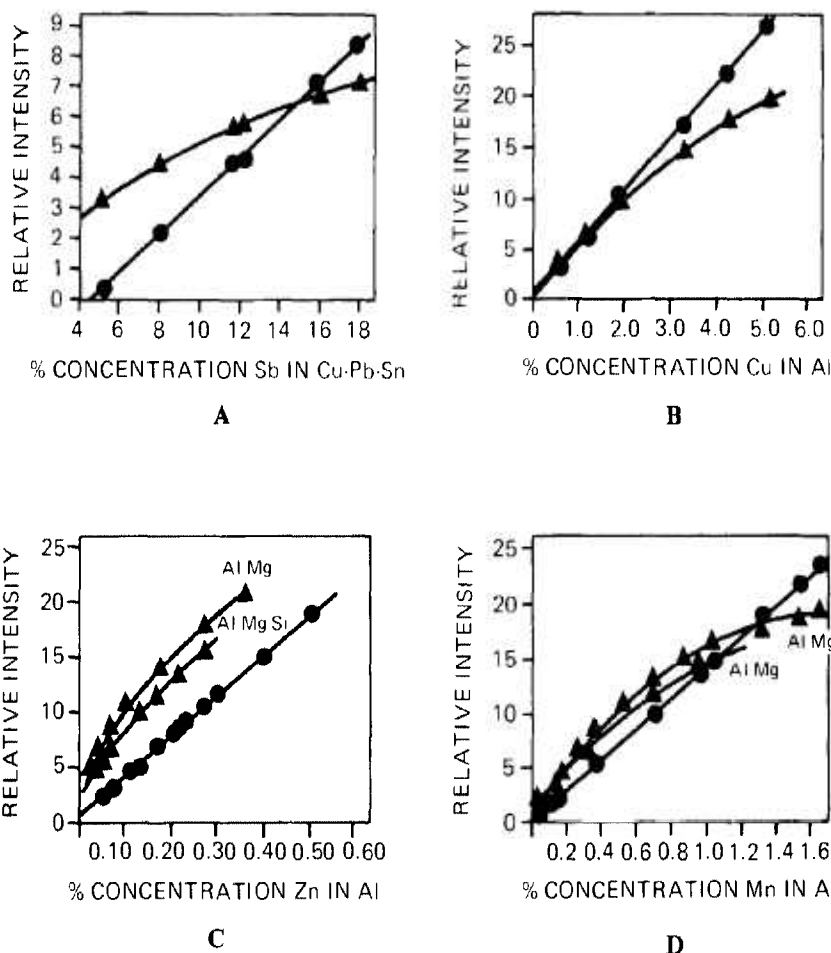 RELATIVE INTENSITY
9
8
7
6
5
4
3
2
1
0
4 6 8 10 12 14 16 18
% CONCENTRATION Sb IN Cu·Pb·Sn
A
RELATIVE INTENSITY
25
20
15
10
5
0
0 1.0 2.0 3.0 4.0 5.0 6.0
% CONCENTRATION Cu IN Al
B
RELATIVE INTENSITY
25
20
15
10
5
0
Al Mg
Al Mg Si
0.10 0.20 0.30 0.40 0.50 0.60
% CONCENTRATION Zn IN Al
C
RELATIVE INTENSITY
25
20
15
10
5
0
Al Mg
Al Mg
0.2 0.4 0.6 0.8 1.0 1.2 1.4 1.6
% CONCENTRATION Mn IN A
D